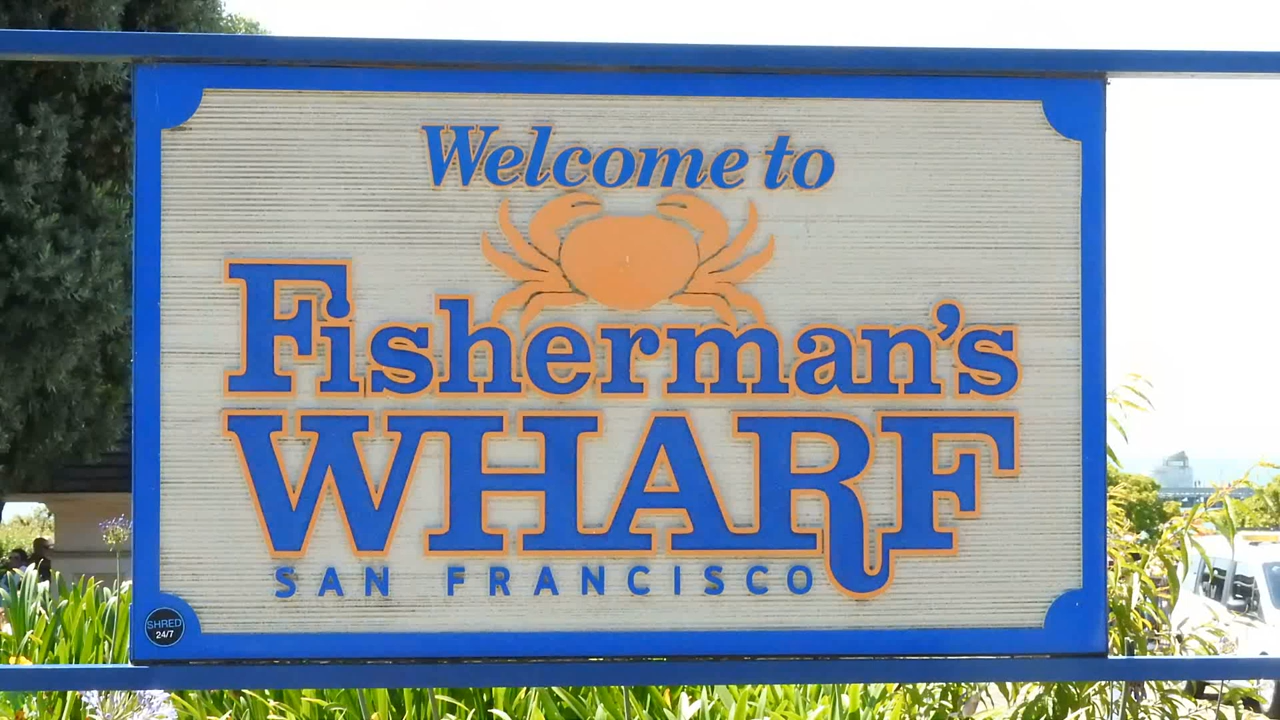 Welcome to
Fisherman's
WHARF
SAN FRANCISCO
SHRED
24/7